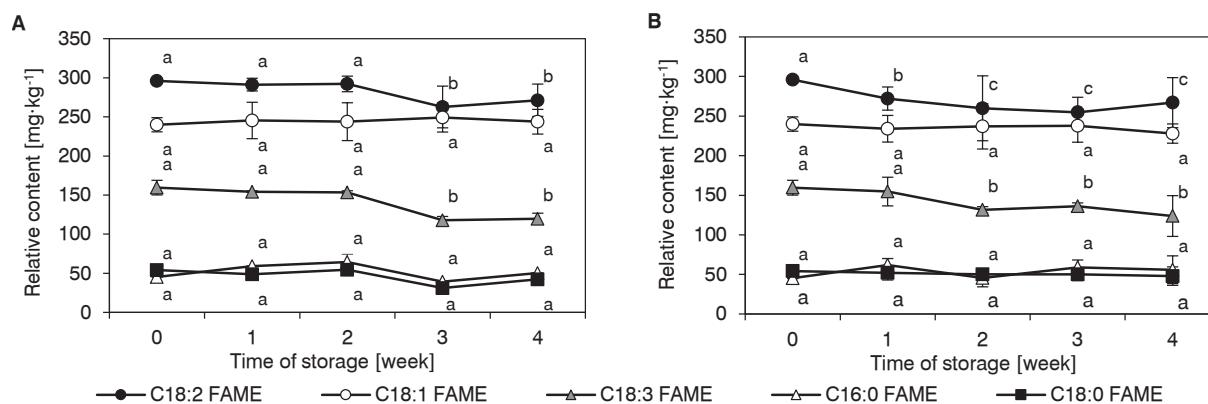 A
350
300
250
200
150
100
50
0
Relative content [mg·kg⁻¹]
a a a b b
a a a a a
a a a b b
a a a a a
a a a a a
0 1 2 3 4
Time of storage [week]
B
350
300
250
200
150
100
50
0
Relative content [mg·kg⁻¹]
a b c c c
a a a a a
a a b b b
a a a a a
a a a a a
0 1 2 3 4
Time of storage [week]
C18:2 FAME C18:1 FAME C18:3 FAME C16:0 FAME C18:0 FAME